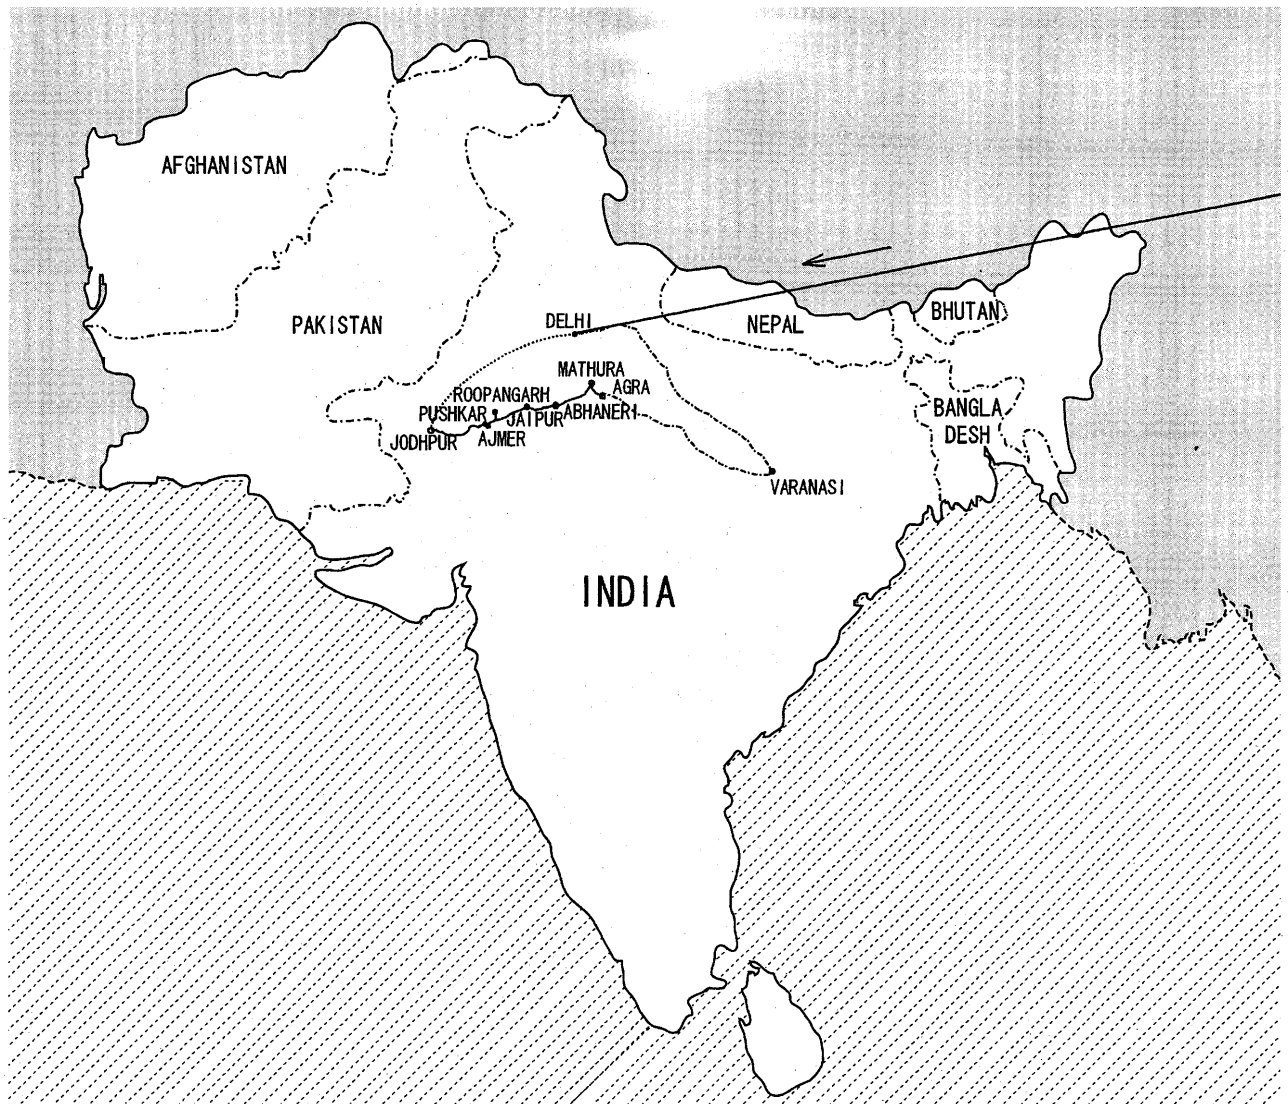 AFGHANISTAN
PAKISTAN
DELHI
NEPAL
BHUTAN
MATHURA
AGRA
ROOPANGARH
PUSHKAR
JAIPUR
ABHANERI
BANGLA
DESH
JODHPUR
AJMER
VARANASI
INDIA